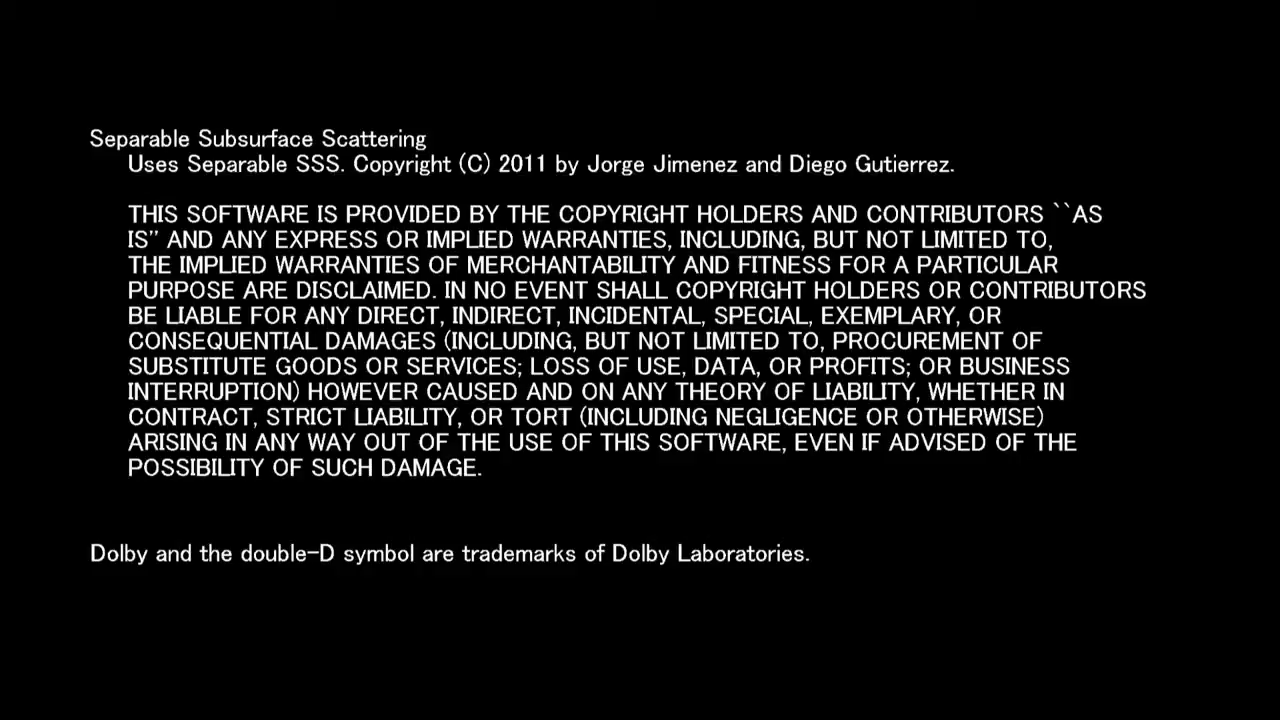 Separable Subsurface Scattering
Uses Separable SSS. Copyright (C) 2011 by Jorge Jimenez and Diego Gutierrez.
THIS SOFTWARE IS PROVIDED BY THE COPYRIGHT HOLDERS AND CONTRIBUTORS ``AS
IS'' AND ANY EXPRESS OR IMPLIED WARRANTIES, INCLUDING, BUT NOT LIMITED TO,
THE IMPLIED WARRANTIES OF MERCHANTABILITY AND FITNESS FOR A PARTICULAR
PURPOSE ARE DISCLAIMED. IN NO EVENT SHALL COPYRIGHT HOLDERS OR CONTRIBUTORS
BE LIABLE FOR ANY DIRECT, INDIRECT, INCIDENTAL, SPECIAL, EXEMPLARY, OR
CONSEQUENTIAL DAMAGES (INCLUDING, BUT NOT LIMITED TO, PROCUREMENT OF
SUBSTITUTE GOODS OR SERVICES; LOSS OF USE, DATA, OR PROFITS; OR BUSINESS
INTERRUPTION) HOWEVER CAUSED AND ON ANY THEORY OF LIABILITY, WHETHER IN
CONTRACT, STRICT LIABILITY, OR TORT (INCLUDING NEGLIGENCE OR OTHERWISE)
ARISING IN ANY WAY OUT OF THE USE OF THIS SOFTWARE, EVEN IF ADVISED OF THE
POSSIBILITY OF SUCH DAMAGE.
Dolby and the double-D symbol are trademarks of Dolby Laboratories.